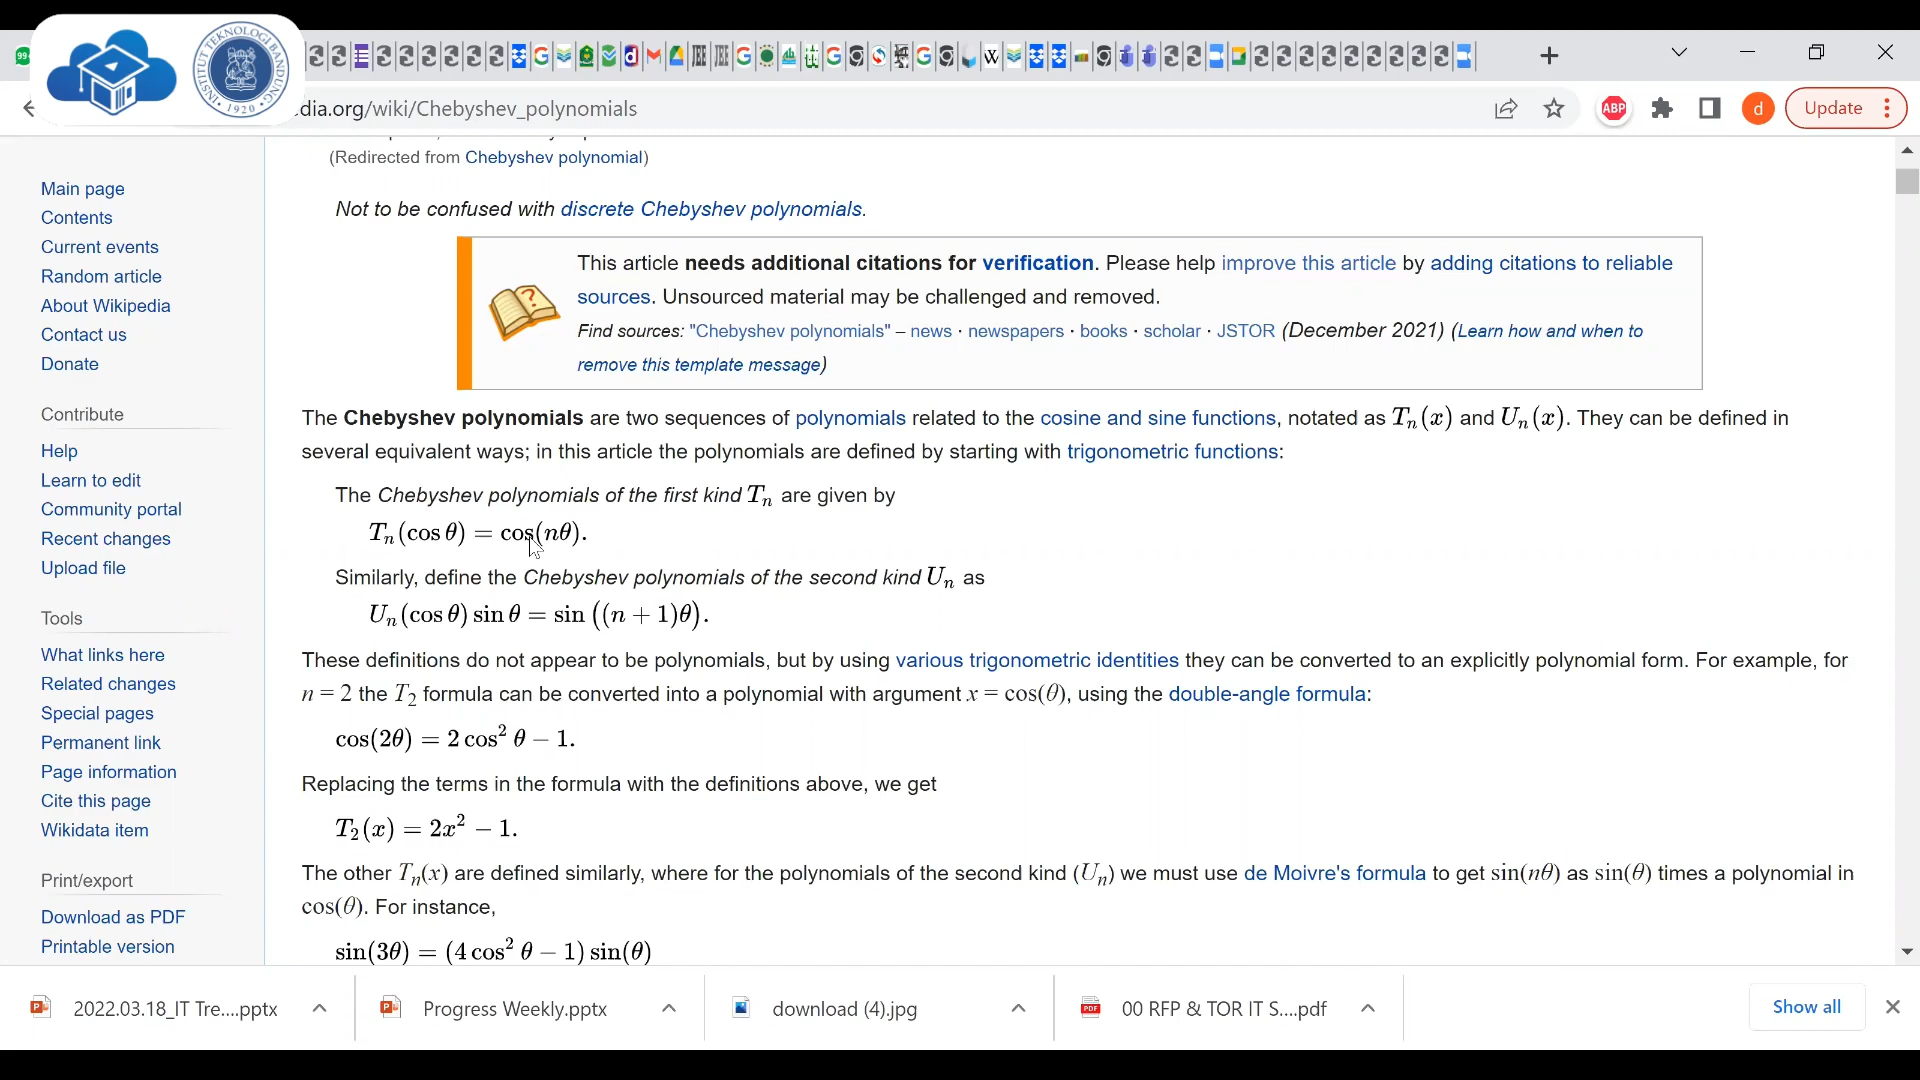 99
INSTITUT TEKNOLOGI BANDUNG
1920
dia.org/wiki/Chebyshev_polynomials
ABP
d
Update
(Redirected from Chebyshev polynomial)
Not to be confused with discrete Chebyshev polynomials.
This article needs additional citations for verification. Please help improve this article by adding citations to reliable
sources. Unsourced material may be challenged and removed.
Find sources: "Chebyshev polynomials" – news · newspapers · books · scholar · JSTOR (December 2021) (Learn how and when to
remove this template message)
The Chebyshev polynomials are two sequences of polynomials related to the cosine and sine functions, notated as Tₙ(x) and Uₙ(x). They can be defined in
several equivalent ways; in this article the polynomials are defined by starting with trigonometric functions:
The Chebyshev polynomials of the first kind Tₙ are given by
Tₙ(cos θ) = cos(nθ).
Similarly, define the Chebyshev polynomials of the second kind Uₙ as
Uₙ(cos θ) sin θ = sin ((n + 1)θ).
These definitions do not appear to be polynomials, but by using various trigonometric identities they can be converted to an explicitly polynomial form. For example, for
n = 2 the T₂ formula can be converted into a polynomial with argument x = cos(θ), using the double-angle formula:
cos(2θ) = 2 cos² θ − 1.
Replacing the terms in the formula with the definitions above, we get
T₂(x) = 2x² − 1.
The other Tₙ(x) are defined similarly, where for the polynomials of the second kind (Uₙ) we must use de Moivre's formula to get sin(nθ) as sin(θ) times a polynomial in
cos(θ). For instance,
sin(3θ) = (4 cos² θ − 1) sin(θ)
Main page
Contents
Current events
Random article
About Wikipedia
Contact us
Donate
Contribute
Help
Learn to edit
Community portal
Recent changes
Upload file
Tools
What links here
Related changes
Special pages
Permanent link
Page information
Cite this page
Wikidata item
Print/export
Download as PDF
Printable version
2022.03.18_IT Tre....pptx
Progress Weekly.pptx
download (4).jpg
00 RFP & TOR IT S....pdf
Show all